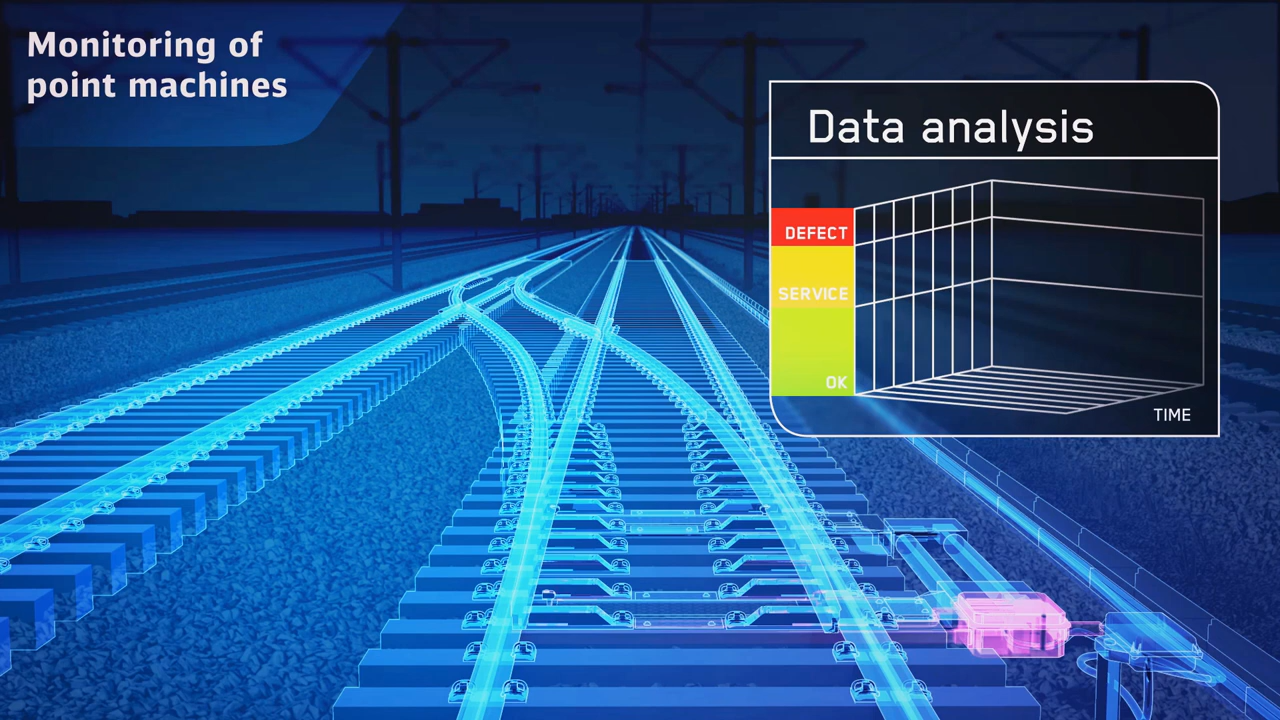 Monitoring of
point machines
Data analysis
DEFECT
SERVICE
OK
TIME